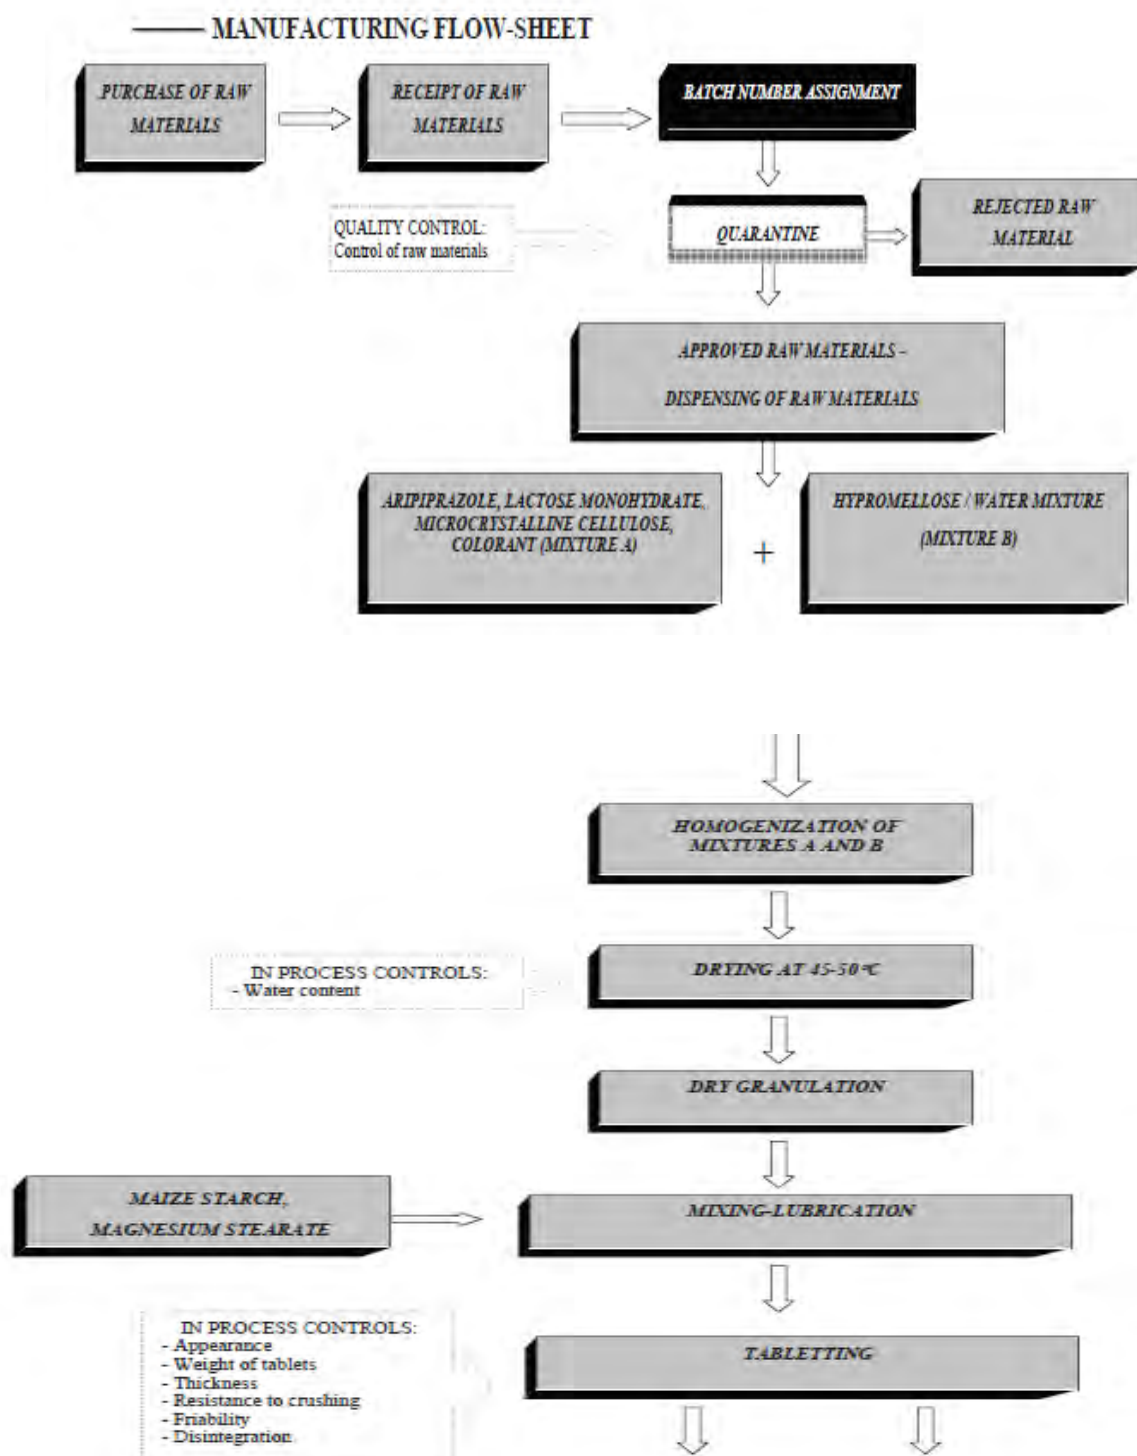 MANUFACTURING FLOW-SHEET
PURCHASE OF RAW
MATERIALS
RECEIPT OF RAW
MATERIALS
BATCH NUMBER ASSIGNMENT
QUALITY CONTROL:
Control of raw materials
QUARANTINE
REJECTED RAW
MATERIAL
APPROVED RAW MATERIALS –
DISPENSING OF RAW MATERIALS
ARIPIPRAZOLE, LACTOSE MONOHYDRATE,
MICROCRYSTALLINE CELLULOSE,
COLORANT (MIXTURE A)
+
HYPROMELLOSE / WATER MIXTURE
(MIXTURE B)
HOMOGENIZATION OF
MIXTURES A AND B
IN PROCESS CONTROLS:
- Water content
DRYING AT 45-50°C
DRY GRANULATION
MAIZE STARCH,
MAGNESIUM STEARATE
MIXING-LUBRICATION
IN PROCESS CONTROLS:
- Appearance
- Weight of tablets
- Thickness
- Resistance to crushing
- Friability
- Disintegration
TABLETTING